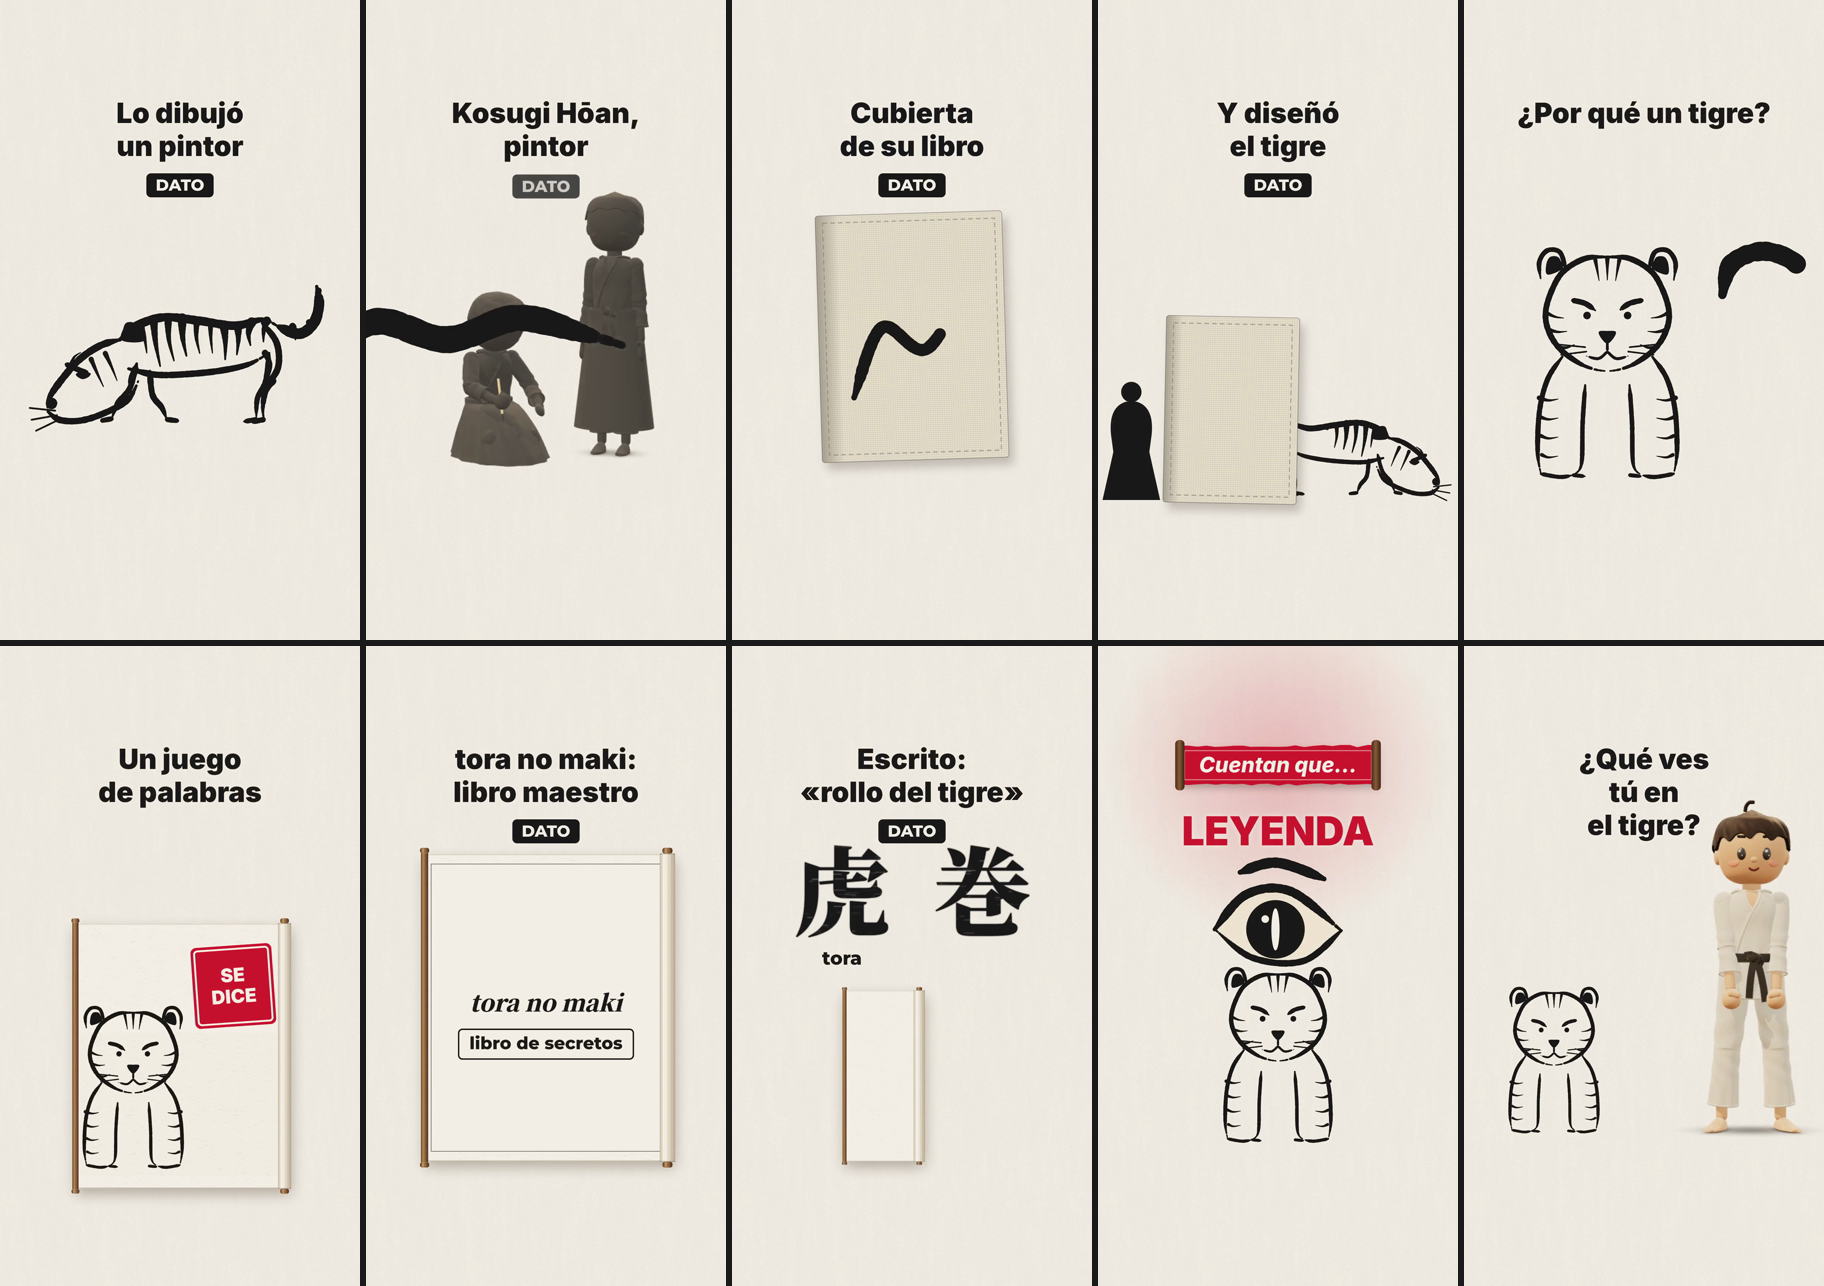 Lo dibujó
un pintor
DATO
Kosugi Hōan,
pintor
DATO
Cubierta
de su libro
DATO
Y diseñó
el tigre
DATO
¿Por qué un tigre?
Un juego
de palabras
SE
DICE
tora no maki:
libro maestro
DATO
tora no maki
libro de secretos
Escrito:
«rollo del tigre»
DATO
虎 巻
tora
Cuentan que...
LEYENDA
¿Qué ves
tú en
el tigre?